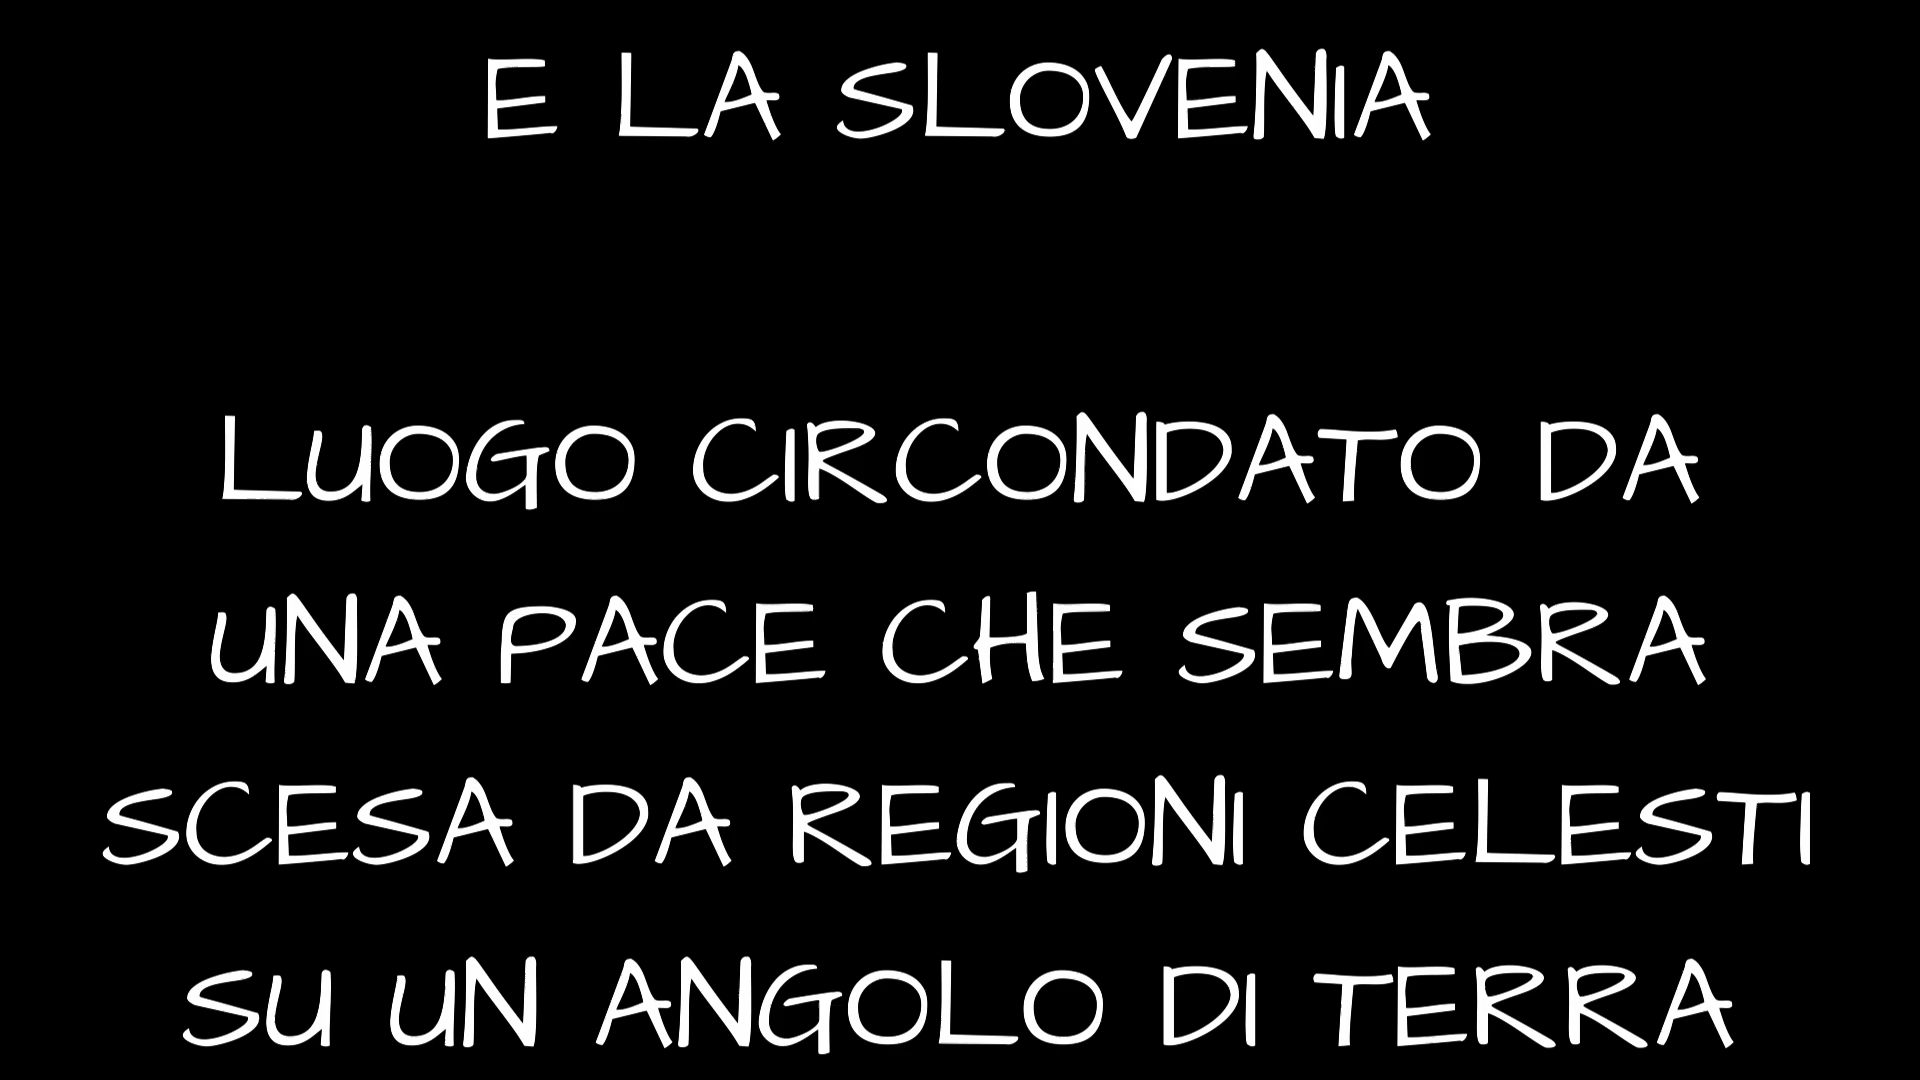 E LA SLOVENIA
LUOGO CIRCONDATO DA
UNA PACE CHE SEMBRA
SCESA DA REGIONI CELESTI
SU UN ANGOLO DI TERRA